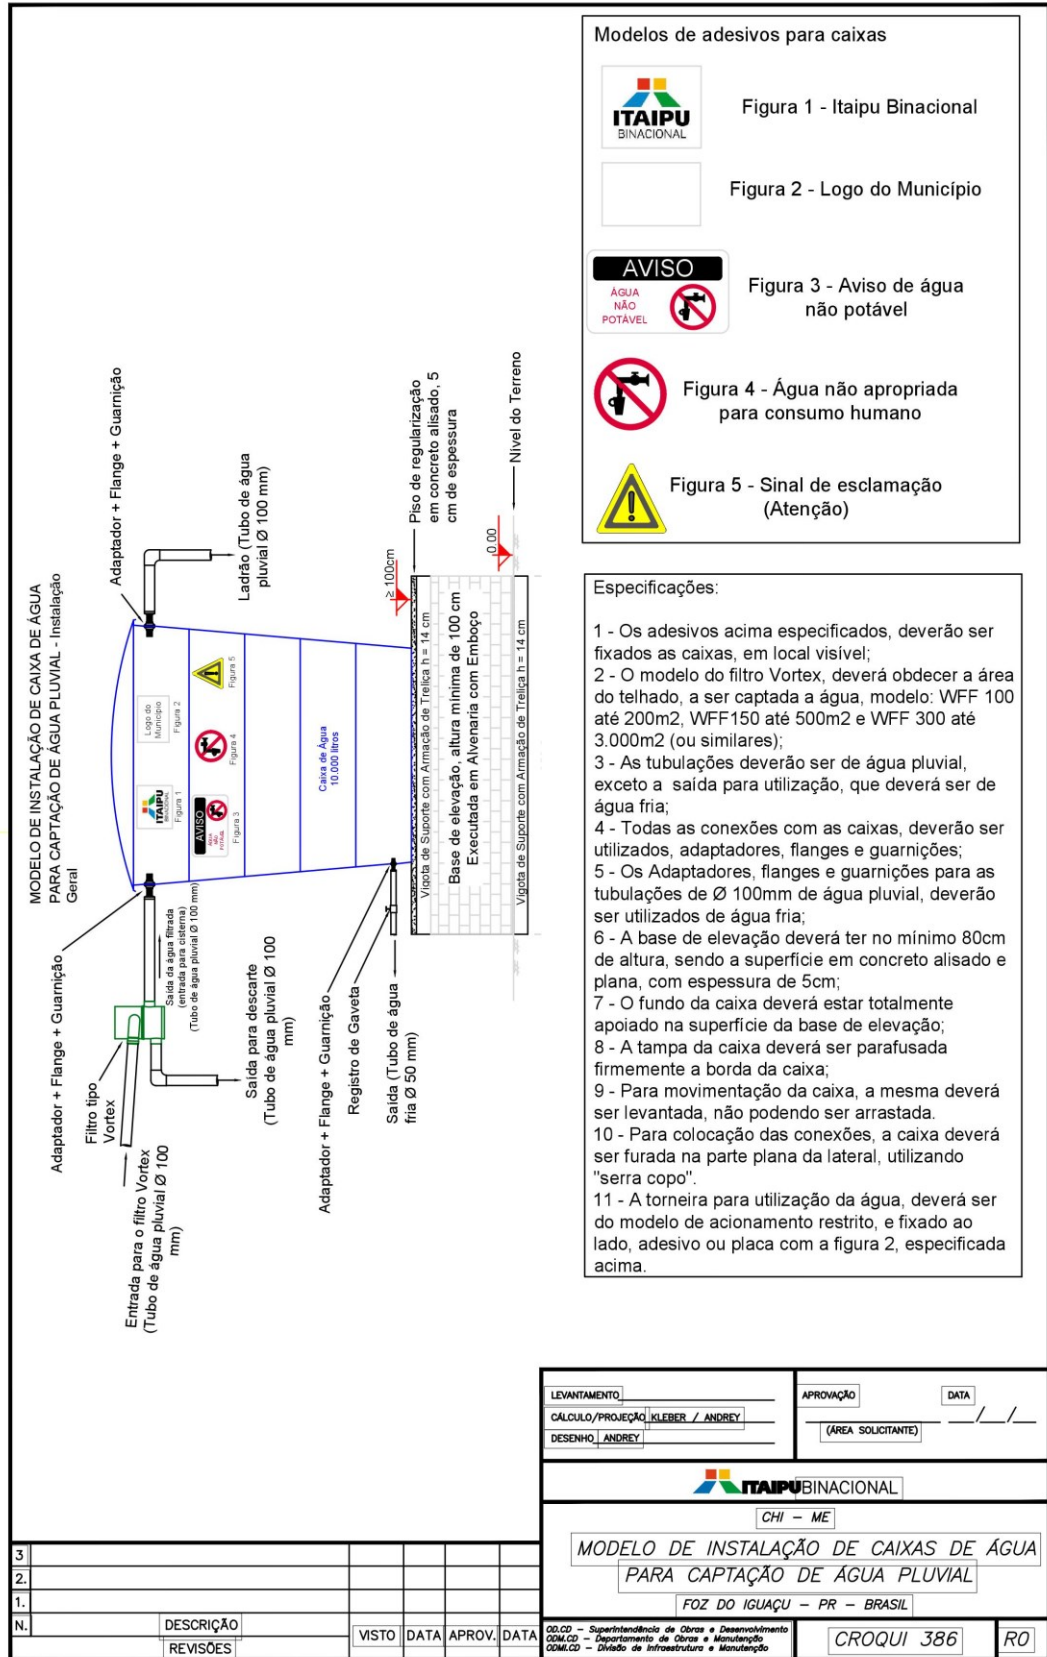 Modelos de adesivos para caixas
ITAIPU
BINACIONAL
Figura 1 - Itaipu Binacional
Figura 2 - Logo do Município
AVISO
ÁGUA
NÃO
POTÁVEL
Figura 3 - Aviso de água
não potável
Figura 4 - Água não apropriada
para consumo humano
Figura 5 - Sinal de esclamação
(Atenção)
MODELO DE INSTALAÇÃO DE CAIXA DE ÁGUA
PARA CAPTAÇÃO DE ÁGUA PLUVIAL - Instalação
Geral
Adaptador + Flange + Guarnição
Ladrão (Tubo de água
pluvial Ø 100 mm)
Piso de regularização
em concreto alisado, 5
cm de espessura
Nivel do Terreno
≥ 100cm
0.00
Logo do
Município
Figura 2
Figura 5
ITAIPU
BINACIONAL
Figura 1
Figura 4
AVISO
ÁGUA
NÃO
POTÁVEL
Figura 3
Caixa de Água
10.000 litros
Vigota de Suporte com Armação de Treliça h = 14 cm
Base de elevação, altura mínima de 100 cm
Executada em Alvenaria com Emboço
Vigota de Suporte com Armação de Treliça h = 14 cm
Adaptador + Flange + Guarnição
Filtro tipo
Vortex
Saída da água filtrada
(entrada para cisterna)
(Tubo de água pluvial Ø 100 mm)
Entrada para o filtro Vortex
(Tubo de água pluvial Ø 100
mm)
Saída para descarte
(Tubo de água pluvial Ø 100
mm)
Adaptador + Flange + Guarnição
Registro de Gaveta
Saída (Tubo de água
fria Ø 50 mm)
Especificações:
1 - Os adesivos acima especificados, deverão ser
fixados as caixas, em local visível;
2 - O modelo do filtro Vortex, deverá obdecer a área
do telhado, a ser captada a água, modelo: WFF 100
até 200m2, WFF150 até 500m2 e WFF 300 até
3.000m2 (ou similares);
3 - As tubulações deverão ser de água pluvial,
exceto a saída para utilização, que deverá ser de
água fria;
4 - Todas as conexões com as caixas, deverão ser
utilizados, adaptadores, flanges e guarnições;
5 - Os Adaptadores, flanges e guarnições para as
tubulações de Ø 100mm de água pluvial, deverão
ser utilizados de água fria;
6 - A base de elevação deverá ter no mínimo 80cm
de altura, sendo a superfície em concreto alisado e
plana, com espessura de 5cm;
7 - O fundo da caixa deverá estar totalmente
apoiado na superfície da base de elevação;
8 - A tampa da caixa deverá ser parafusada
firmemente a borda da caixa;
9 - Para movimentação da caixa, a mesma deverá
ser levantada, não podendo ser arrastada.
10 - Para colocação das conexões, a caixa deverá
ser furada na parte plana da lateral, utilizando
"serra copo".
11 - A torneira para utilização da água, deverá ser
do modelo de acionamento restrito, e fixado ao
lado, adesivo ou placa com a figura 2, especificada
acima.
LEVANTAMENTO
CÁLCULO/PROJEÇÃO KLEBER / ANDREY
DESENHO ANDREY
APROVAÇÃO DATA
__/__/__
(ÁREA SOLICITANTE)
ITAIPU BINACIONAL
CHI - ME
MODELO DE INSTALAÇÃO DE CAIXAS DE ÁGUA
PARA CAPTAÇÃO DE ÁGUA PLUVIAL
FOZ DO IGUAÇU - PR - BRASIL
OD.CD - Superintendência de Obras e Desenvolvimento
ODM.CD - Departamento de Obras e Manutenção
ODMI.CD - Divisão de Infraestrutura e Manutenção
CROQUI 386
R0
3
2.
1.
N. DESCRIÇÃO VISTO DATA APROV. DATA
REVISÕES